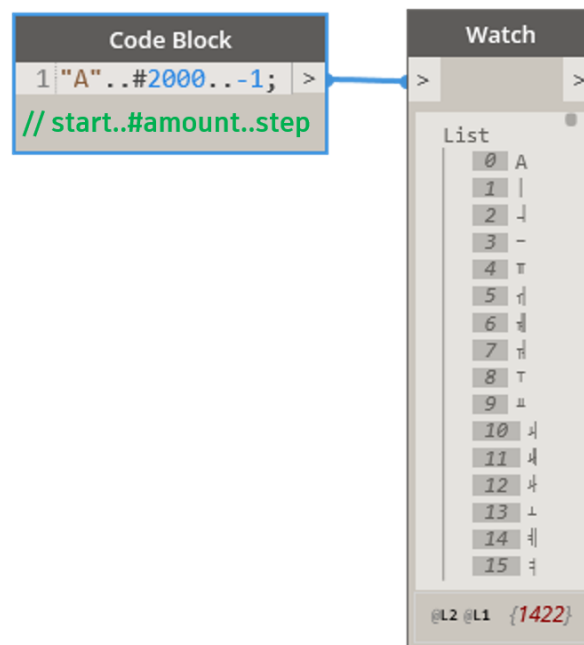 Code Block
1 "A"..#2000..-1; >
// start..#amount..step
Watch
> >
List
0 A
1 ￜ
2 ￛ
3 ￚ
4 ￗ
5 ￖ
6 ￕ
7 ￔ
8 ￓ
9 ￒ
10 ￏ
11 ￎ
12 ￍ
13 ￌ
14 ￋ
15 ￊ
@L2 @L1 {1422}